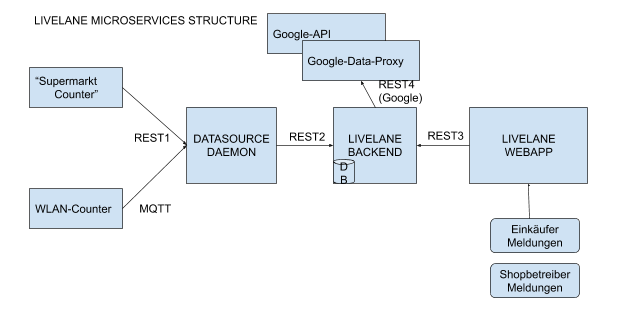 LIVELANE MICROSERVICES STRUCTURE
Google-API
Google-Data-Proxy
REST4
(Google)
“Supermarkt
Counter”
REST1
DATASOURCE
DAEMON
REST2
LIVELANE
BACKEND
D
B
REST3
LIVELANE
WEBAPP
WLAN-Counter
MQTT
Einkäufer
Meldungen
Shopbetreiber
Meldungen